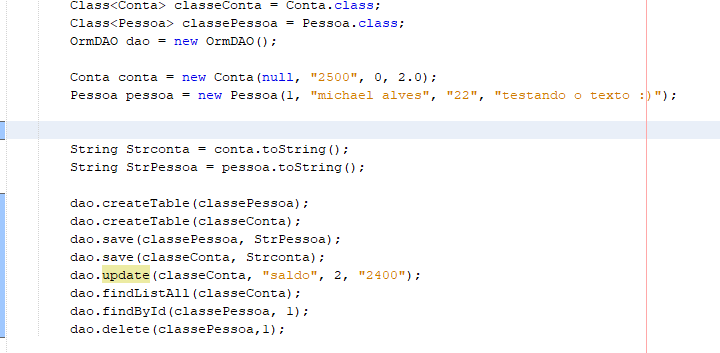 Class<Conta> classeConta = Conta.class;
Class<Pessoa> classePessoa = Pessoa.class;
OrmDAO dao = new OrmDAO();
Conta conta = new Conta(null, "2500", 0, 2.0);
Pessoa pessoa = new Pessoa(1, "michael alves", "22", "testando o texto :)");
String Strconta = conta.toString();
String StrPessoa = pessoa.toString();
dao.createTable(classePessoa);
dao.createTable(classeConta);
dao.save(classePessoa, StrPessoa);
dao.save(classeConta, Strconta);
dao.update(classeConta, "saldo", 2, "2400");
dao.findListAll(classeConta);
dao.findById(classePessoa, 1);
dao.delete(classePessoa,1);